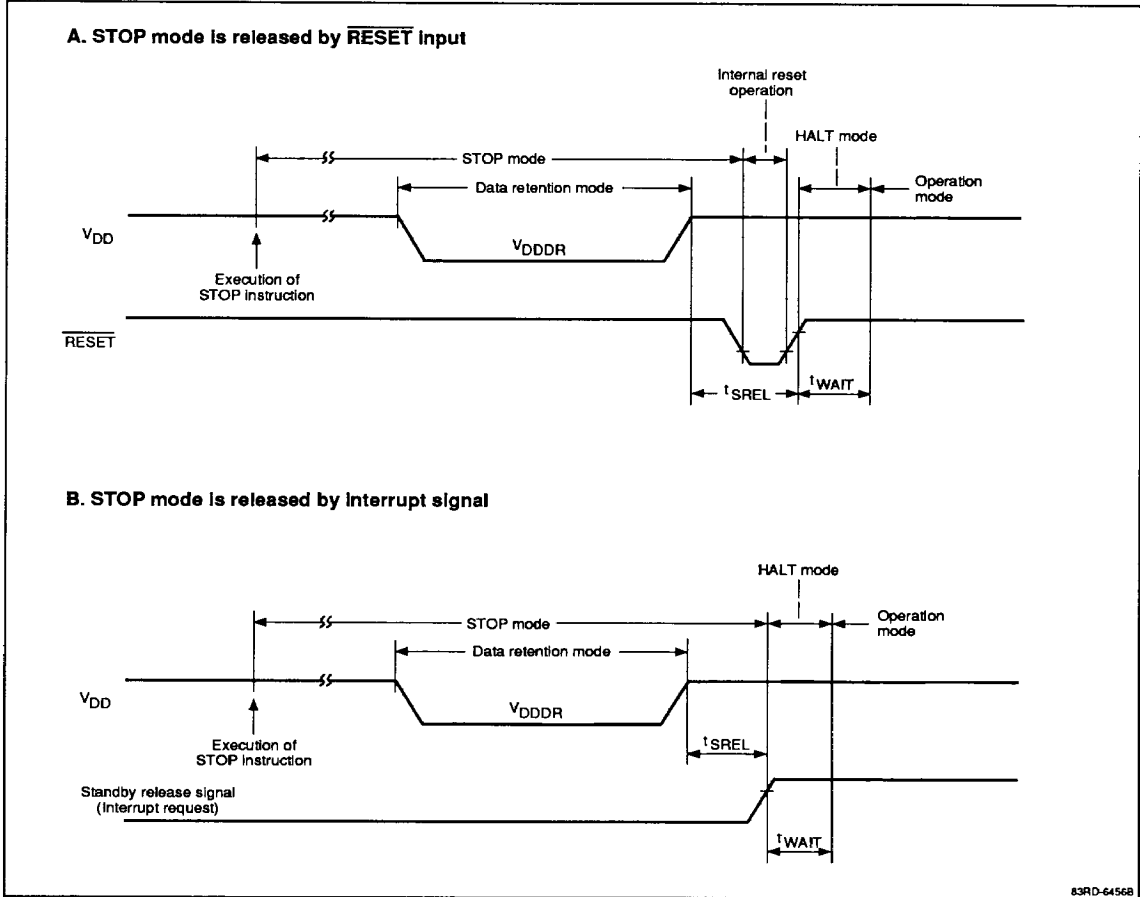 A. STOP mode is released by RESET input
Internal reset
operation
HALT mode
STOP mode
Operation
mode
Data retention mode
VDD
VDDDR
Execution of
STOP instruction
RESET
tSREL
tWAIT
B. STOP mode is released by interrupt signal
HALT mode
STOP mode
Operation
mode
Data retention mode
VDD
VDDDR
tSREL
Execution of
STOP instruction
Standby release signal
(Interrupt request)
tWAIT
83RD-6456B